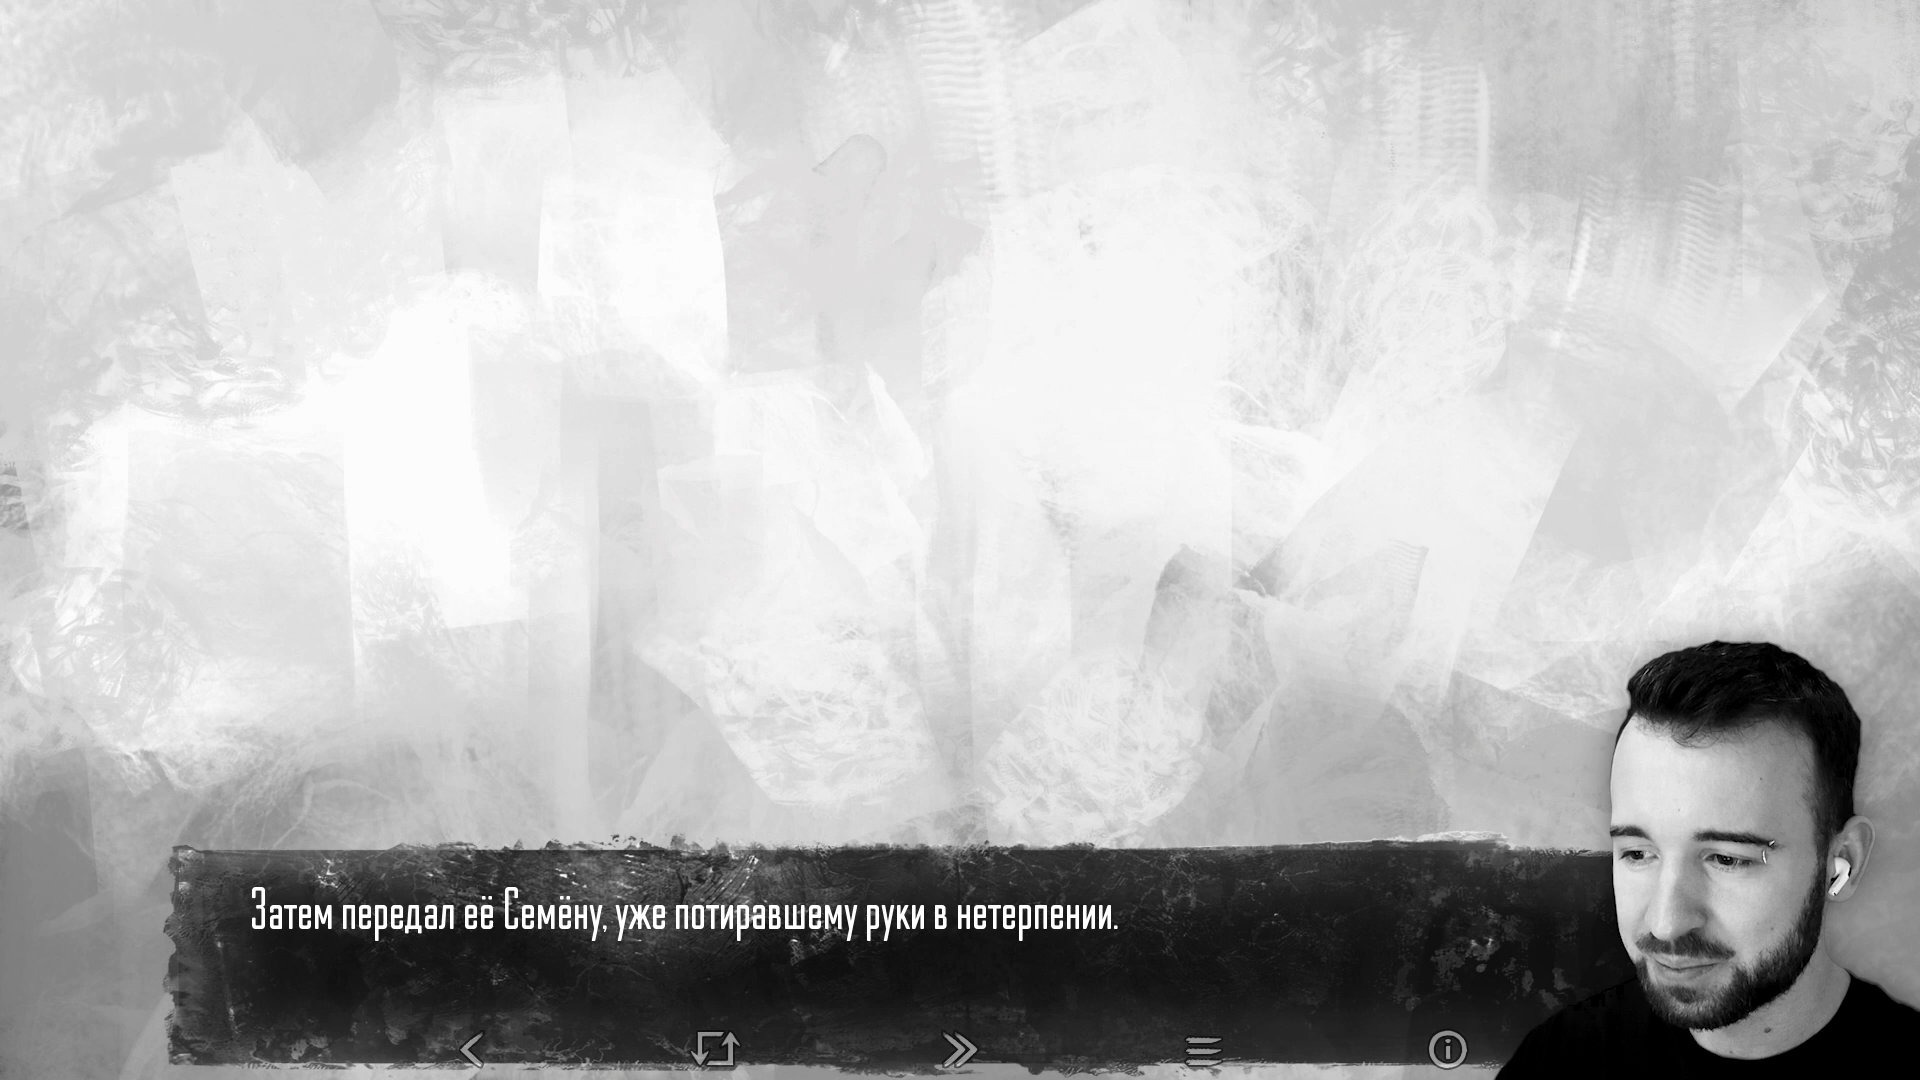 Затем передал её Семёну, уже потиравшему руки в нетерпении.